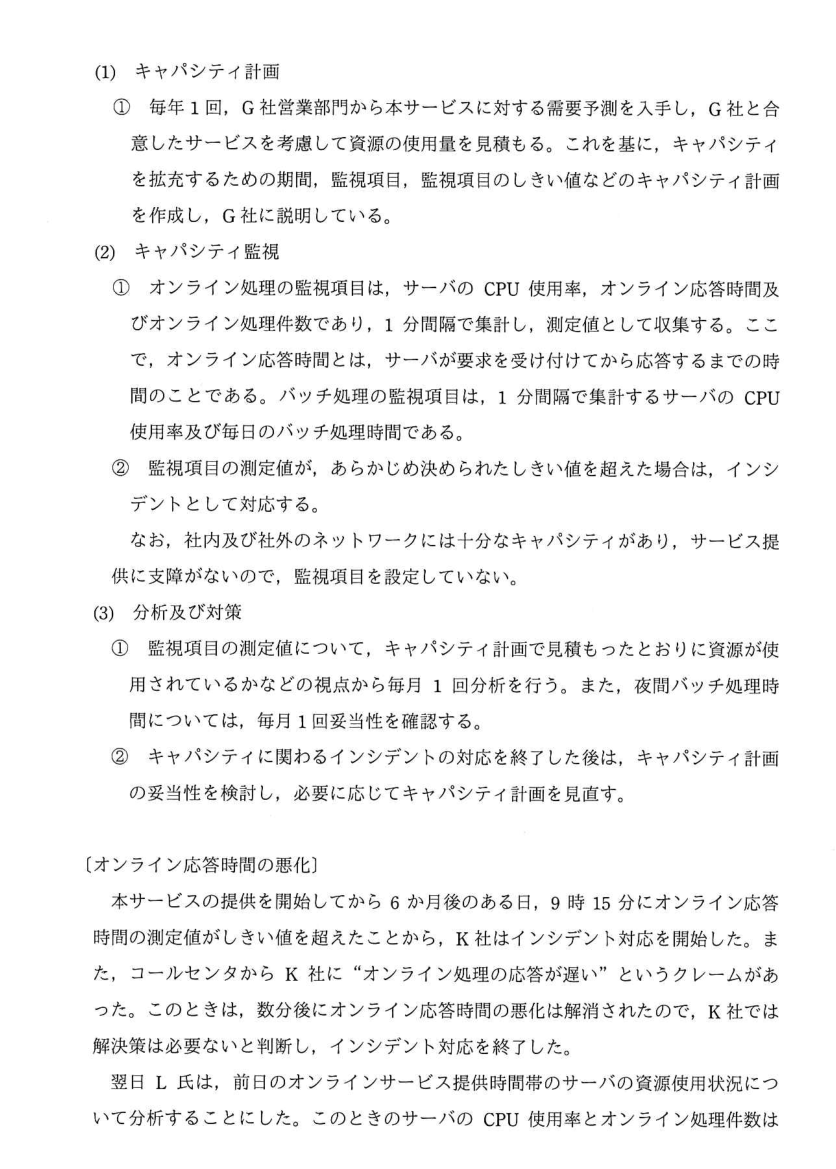 (1) キャパシティ計画
① 毎年1回，G社営業部門から本サービスに対する需要予測を入手し，G社と合
意したサービスを考慮して資源の使用量を見積もる。これを基に，キャパシティ
を拡充するための期間，監視項目，監視項目のしきい値などのキャパシティ計画
を作成し，G社に説明している。
(2) キャパシティ監視
① オンライン処理の監視項目は，サーバの CPU 使用率，オンライン応答時間及
びオンライン処理件数であり，1 分間隔で集計し，測定値として収集する。ここ
で，オンライン応答時間とは，サーバが要求を受け付けてから応答するまでの時
間のことである。バッチ処理の監視項目は，1 分間隔で集計するサーバの CPU
使用率及び毎日のバッチ処理時間である。
② 監視項目の測定値が，あらかじめ決められたしきい値を超えた場合は，インシ
デントとして対応する。
なお，社内及び社外のネットワークには十分なキャパシティがあり，サービス提
供に支障がないので，監視項目を設定していない。
(3) 分析及び対策
① 監視項目の測定値について，キャパシティ計画で見積もったとおりに資源が使
用されているかなどの視点から毎月 1 回分析を行う。また，夜間バッチ処理時
間については，毎月1回妥当性を確認する。
② キャパシティに関わるインシデントの対応を終了した後は，キャパシティ計画
の妥当性を検討し，必要に応じてキャパシティ計画を見直す。
〔オンライン応答時間の悪化〕
本サービスの提供を開始してから 6 か月後のある日，9 時 15 分にオンライン応答
時間の測定値がしきい値を超えたことから，K社はインシデント対応を開始した。ま
た，コールセンタから K 社に“オンライン処理の応答が遅い”というクレームがあ
った。このときは，数分後にオンライン応答時間の悪化は解消されたので，K社では
解決策は必要ないと判断し，インシデント対応を終了した。
翌日 L 氏は，前日のオンラインサービス提供時間帯のサーバの資源使用状況につ
いて分析することにした。このときのサーバの CPU 使用率とオンライン処理件数は